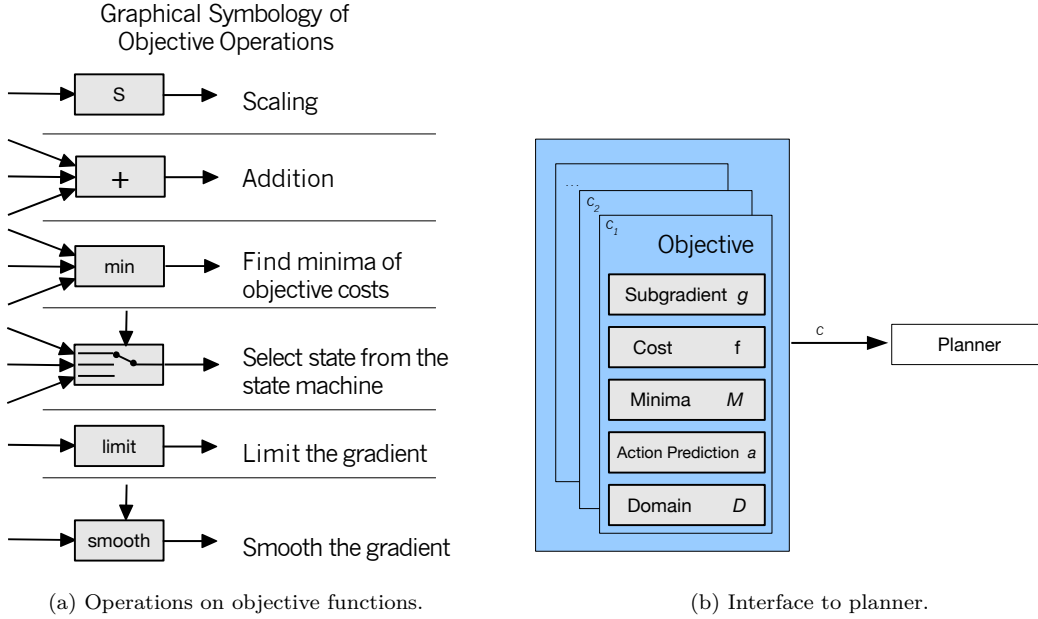 Graphical Symbology of
Objective Operations
S
Scaling
+
Addition
min
Find minima of
objective costs
Select state from the
state machine
limit
Limit the gradient
smooth
Smooth the gradient
(a) Operations on objective functions.
...
c2
c1
Objective
Subgradient g
Cost f
Minima M
Action Prediction a
Domain D
c
Planner
(b) Interface to planner.